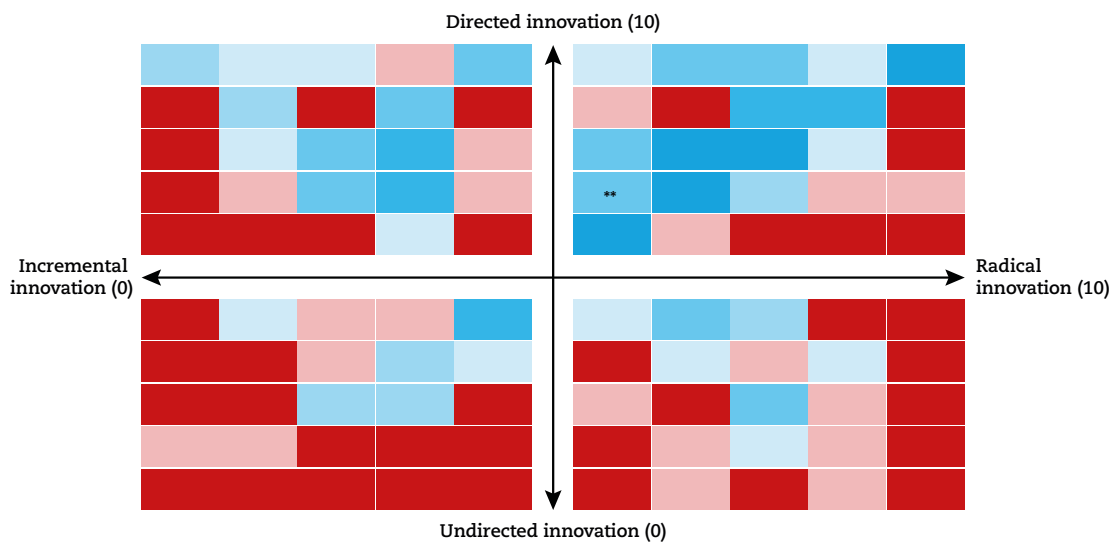 Directed innovation (10)
**
Incremental
innovation (0)
Radical
innovation (10)
Undirected innovation (0)